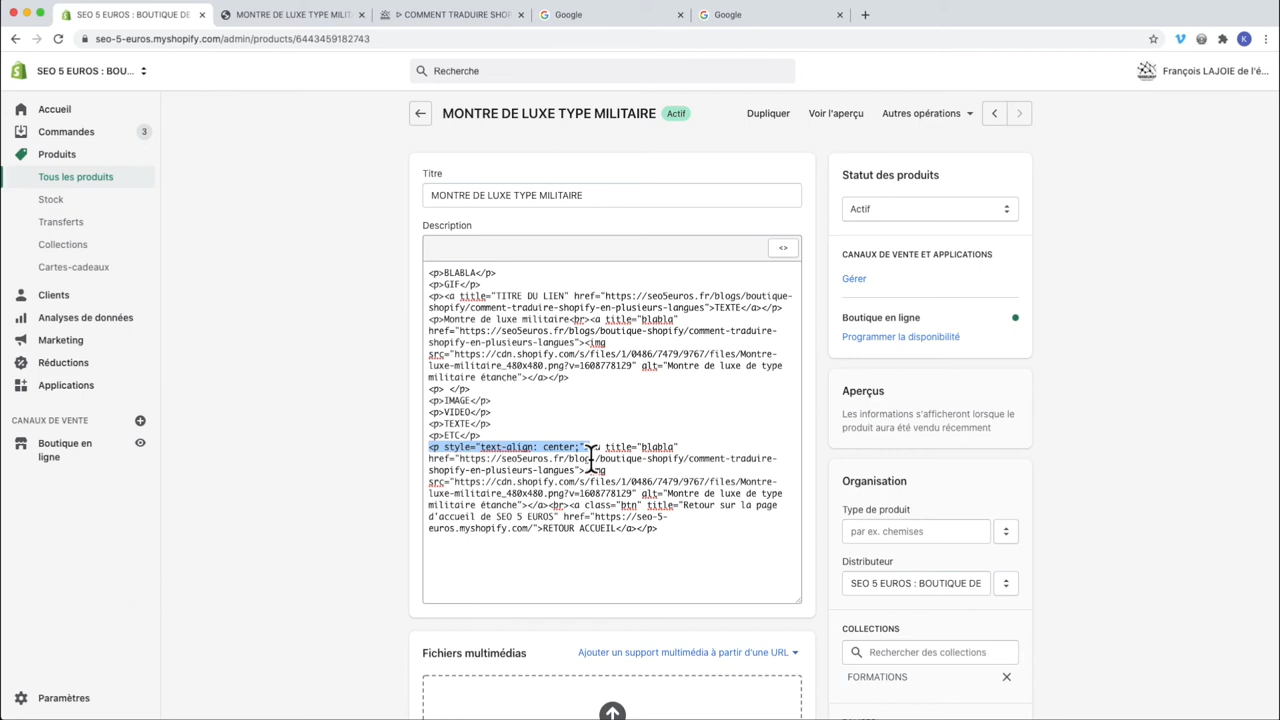 SEO 5 EUROS : BOUTIQUE DE
MONTRE DE LUXE TYPE MILIT
▷ COMMENT TRADUIRE SHOP
Google
Google
seo-5-euros.myshopify.com/admin/products/6443459182743
K
SEO 5 EUROS : BOU...
Recherche
François LAJOIE de l'é...
Accueil
Commandes
3
Produits
Tous les produits
Stock
Transferts
Collections
Cartes-cadeaux
Clients
Analyses de données
Marketing
Réductions
Applications
CANAUX DE VENTE
Boutique en
ligne
Paramètres
MONTRE DE LUXE TYPE MILITAIRE
Actif
Dupliquer
Voir l'aperçu
Autres opérations
Titre
MONTRE DE LUXE TYPE MILITAIRE
Description
<>
<p>BLABLA</p>
<p>GIF</p>
<p><a title="TITRE DU LIEN" href="https://seo5euros.fr/blogs/boutique-
shopify/comment-traduire-shopify-en-plusieurs-langues">TEXTE</a></p>
<p>Montre de luxe militaire<br><a title="blabla"
href="https://seo5euros.fr/blogs/boutique-shopify/comment-traduire-
shopify-en-plusieurs-langues"><img
src="https://cdn.shopify.com/s/files/1/0486/7479/9767/files/Montre-
luxe-militaire_480x480.png?v=1608778129" alt="Montre de luxe de type
militaire étanche"></a></p>
<p> </p>
<p>IMAGE</p>
<p>VIDEO</p>
<p>TEXTE</p>
<p>ETC</p>
<p style="text-align: center;"><a title="blabla"
href="https://seo5euros.fr/blogs/boutique-shopify/comment-traduire-
shopify-en-plusieurs-langues"><img
src="https://cdn.shopify.com/s/files/1/0486/7479/9767/files/Montre-
luxe-militaire_480x480.png?v=1608778129" alt="Montre de luxe de type
militaire étanche"></a><br><a class="btn" title="Retour sur la page
d'accueil de SEO 5 EUROS" href="https://seo-5-
euros.myshopify.com/">RETOUR ACCUEIL</a></p>
Fichiers multimédias
Ajouter un support multimédia à partir d'une URL
Statut des produits
Actif
CANAUX DE VENTE ET APPLICATIONS
Gérer
Boutique en ligne
Programmer la disponibilité
Aperçus
Les informations s'afficheront lorsque le
produit aura été vendu récemment
Organisation
Type de produit
par ex. chemises
Distributeur
SEO 5 EUROS : BOUTIQUE DE
COLLECTIONS
Rechercher des collections
FORMATIONS